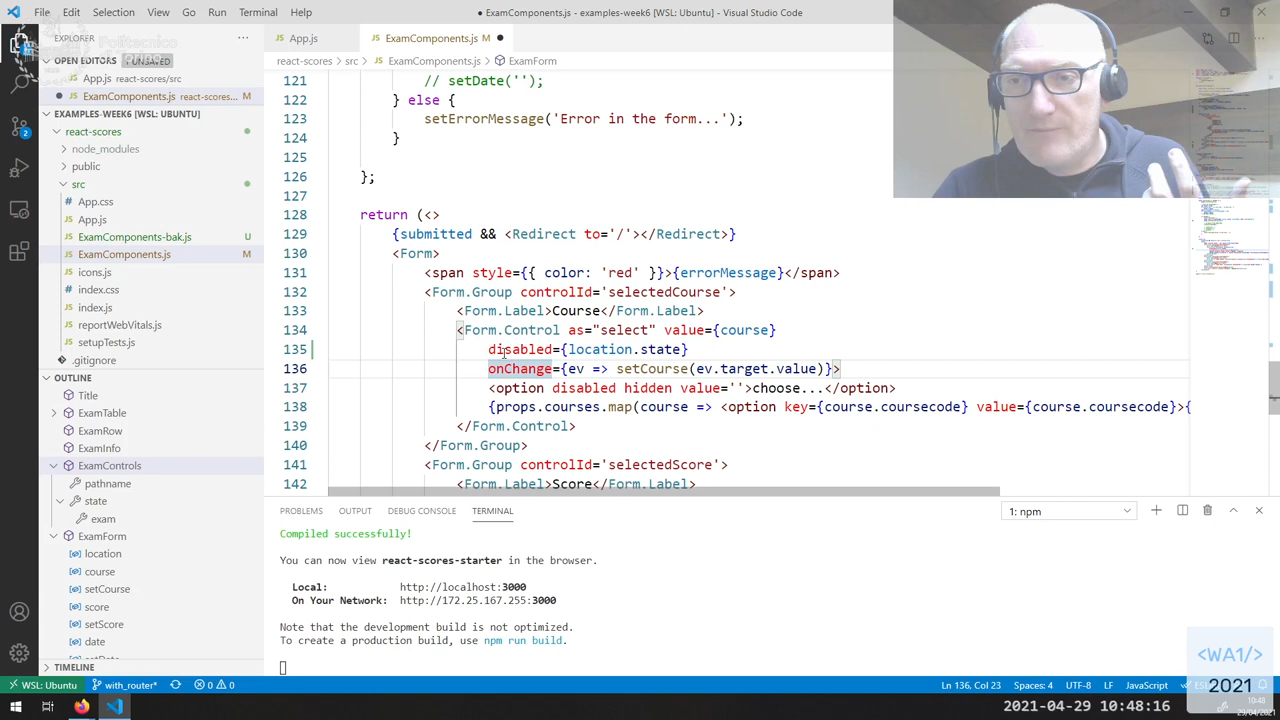 File Edit Selection View Go Run Terminal Help
ExamComponents.js - examples-week6 [WSL: Ubuntu] - Visual Studio Code
EXPLORER
Politecnico
App.js
ExamComponents.js M
OPEN EDITORS 1 UNSAVED
App.js react-scores/src
ExamComponents.js react-scores... M
EXAMPLES-WEEK6 [WSL: UBUNTU]
react-scores
node_modules
public
src
App.css
App.js
ExamComponents.bak.js U
ExamComponents.js M
icons.js
index.css
index.js
reportWebVitals.js
setupTests.js
.gitignore
OUTLINE
Title
ExamTable
ExamRow
ExamInfo
ExamControls
pathname
state
exam
ExamForm
location
course
setCourse
score
setScore
date
TIMELINE
react-scores > src > ExamComponents.js > ExamForm
121 // setDate('');
122 } else {
123 setErrorMessage('Error in the form...');
124 }
125
126 };
127
128 return (<>
129 {submitted && <Redirect to='/'></Redirect>}
130 <Form>
131 <span style={{ color: 'red' }}>{errorMessage}</span>
132 <Form.Group controlId='selectedCourse'>
133 <Form.Label>Course</Form.Label>
134 <Form.Control as="select" value={course}
135 disabled={location.state}
136 onChange={ev => setCourse(ev.target.value)}>
137 <option disabled hidden value=''>choose...</option>
138 {props.courses.map(course => <option key={course.coursecode} value={course.coursecode}>{
139 </Form.Control>
140 </Form.Group>
141 <Form.Group controlId='selectedScore'>
142 <Form.Label>Score</Form.Label>
PROBLEMS OUTPUT DEBUG CONSOLE TERMINAL
1: npm
Compiled successfully!
You can now view react-scores-starter in the browser.
Local: http://localhost:3000
On Your Network: http://172.25.167.255:3000
Note that the development build is not optimized.
To create a production build, use npm run build.
2
<WA1/>
2021
WSL: Ubuntu with_router* 0 0
Ln 136, Col 23 Spaces: 4 UTF-8 LF JavaScript
2021-04-29 10:48:16
10:48
29/04/2021